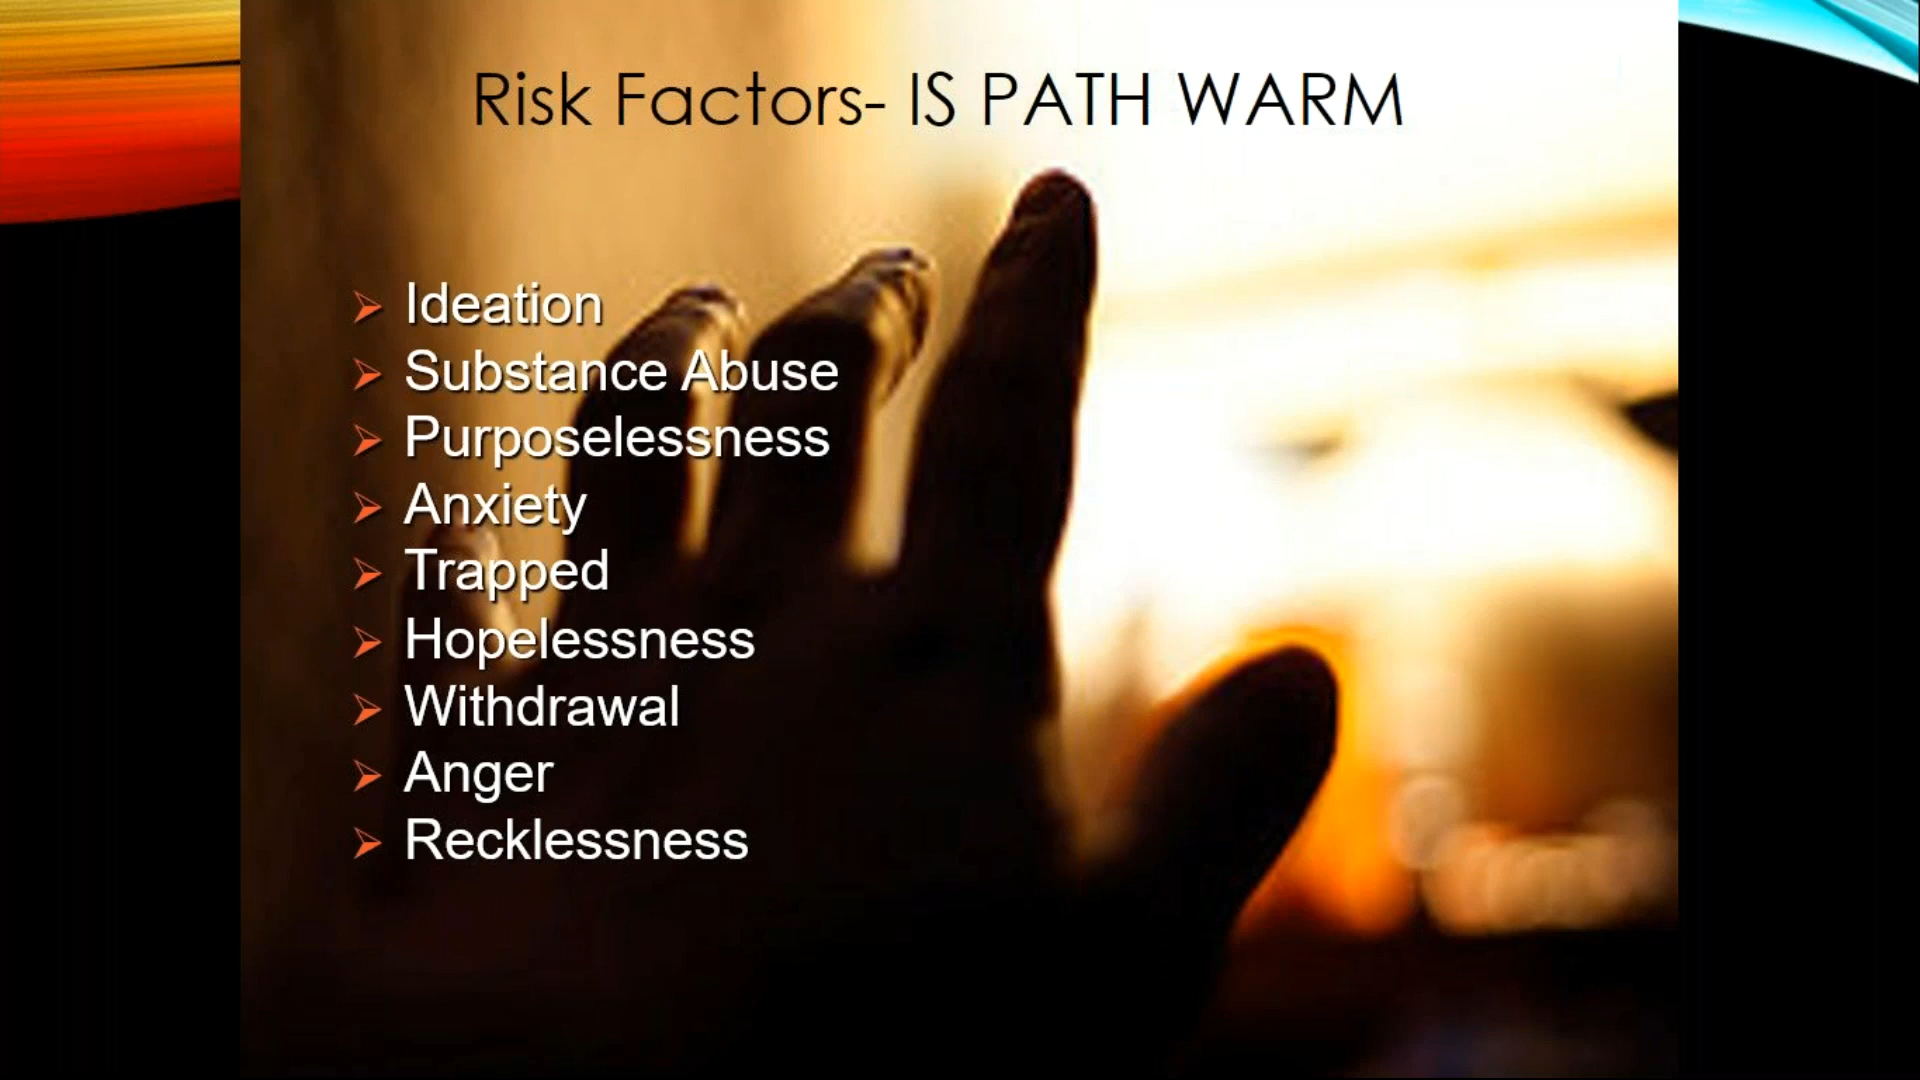 Risk Factors- IS PATH WARM
Ideation
Substance Abuse
Purposelessness
Anxiety
Trapped
Hopelessness
Withdrawal
Anger
Recklessness